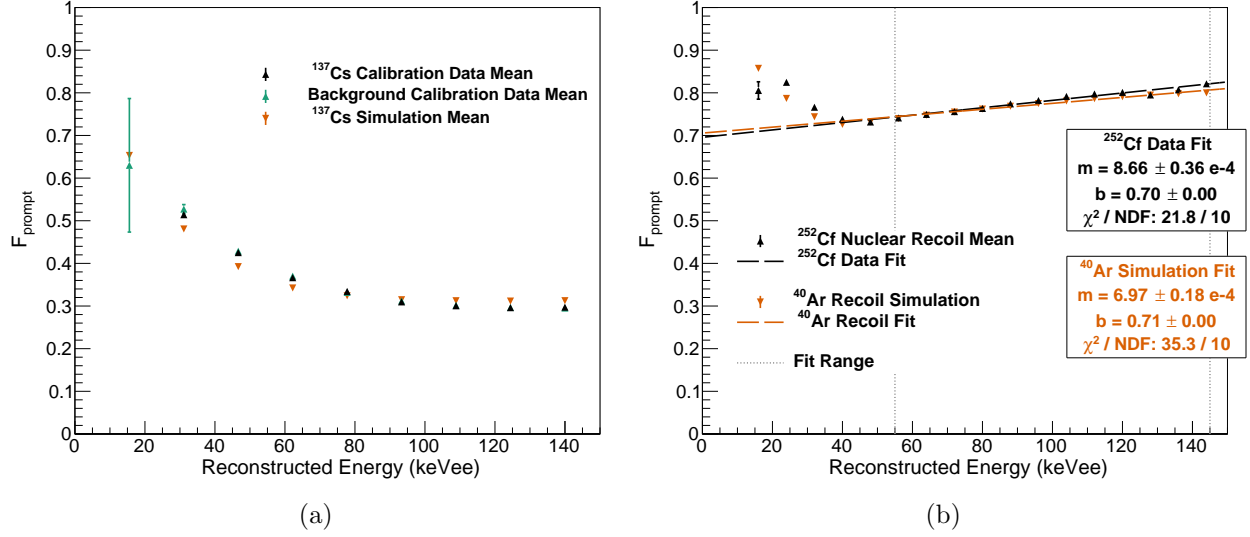 1
0.9
0.8
0.7
0.6
0.5
0.4
0.3
0.2
0.1
0
F_prompt
¹³⁷Cs Calibration Data Mean
Background Calibration Data Mean
¹³⁷Cs Simulation Mean
0 20 40 60 80 100 120 140
Reconstructed Energy (keVee)
(a)
1
0.9
0.8
0.7
0.6
0.5
0.4
0.3
0.2
0.1
0
F_prompt
²⁵²Cf Data Fit
m = 8.66 ± 0.36 e-4
b = 0.70 ± 0.00
χ² / NDF: 21.8 / 10
²⁵²Cf Nuclear Recoil Mean
²⁵²Cf Data Fit
⁴⁰Ar Recoil Simulation
⁴⁰Ar Recoil Fit
Fit Range
⁴⁰Ar Simulation Fit
m = 6.97 ± 0.18 e-4
b = 0.71 ± 0.00
χ² / NDF: 35.3 / 10
0 20 40 60 80 100 120 140
Reconstructed Energy (keVee)
(b)